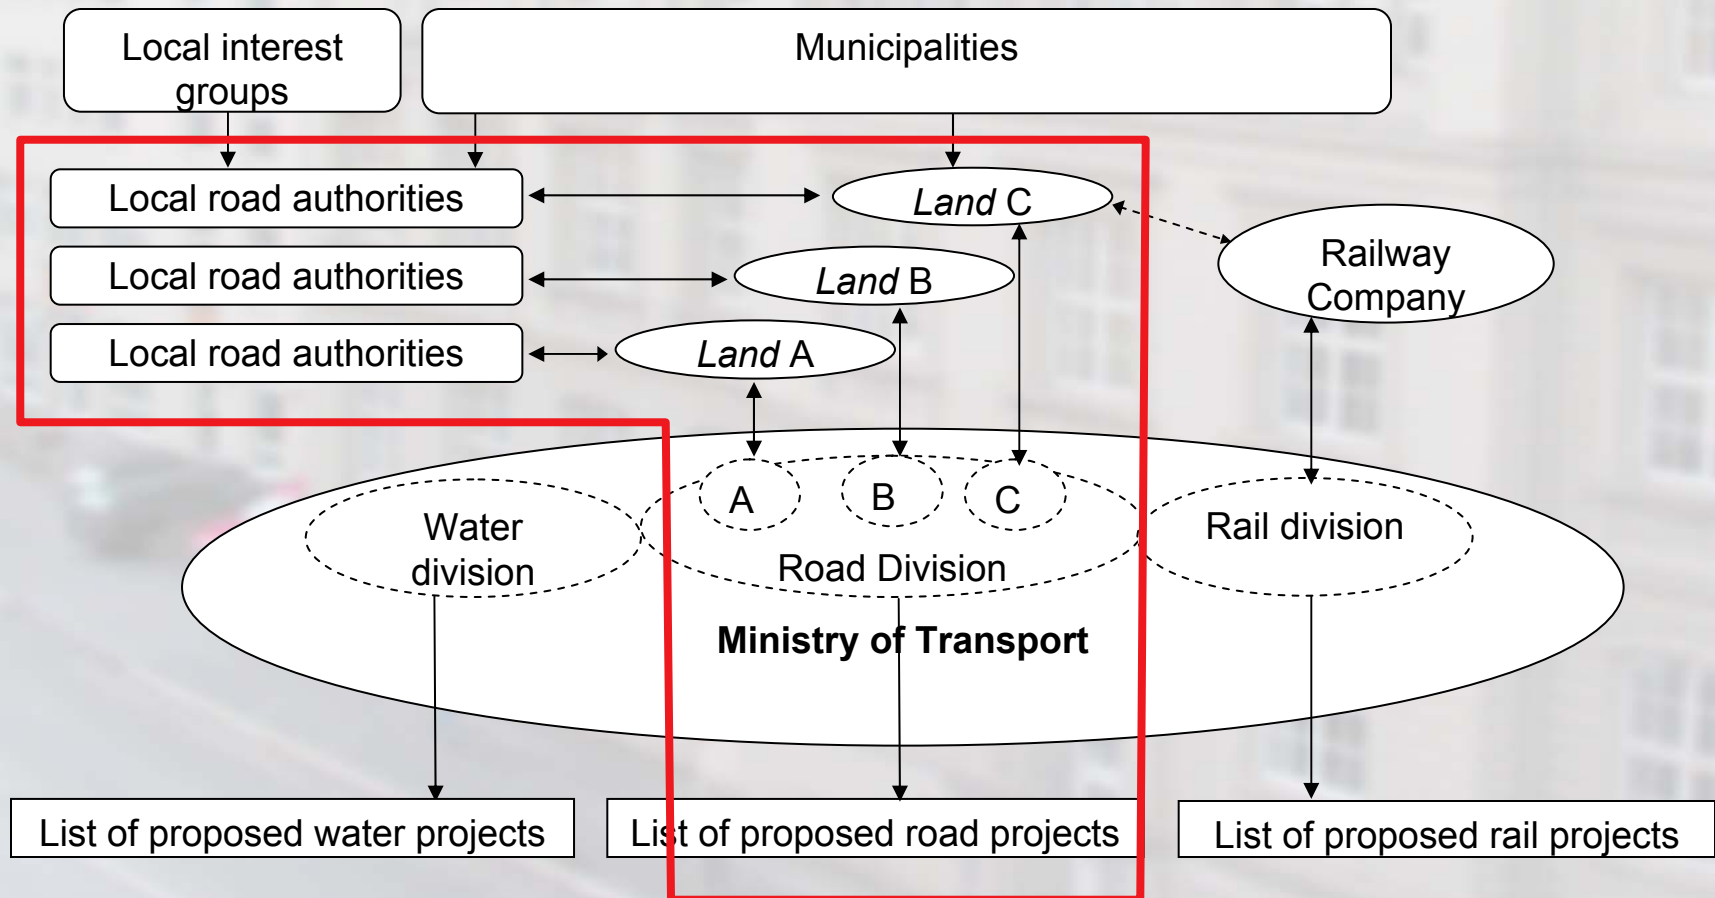 Local interest
groups
Municipalities
Local road authorities
Land C
Local road authorities
Land B
Railway
Company
Local road authorities
Land A
A
B
C
Water
division
Road Division
Rail division
Ministry of Transport
List of proposed water projects
List of proposed road projects
List of proposed rail projects